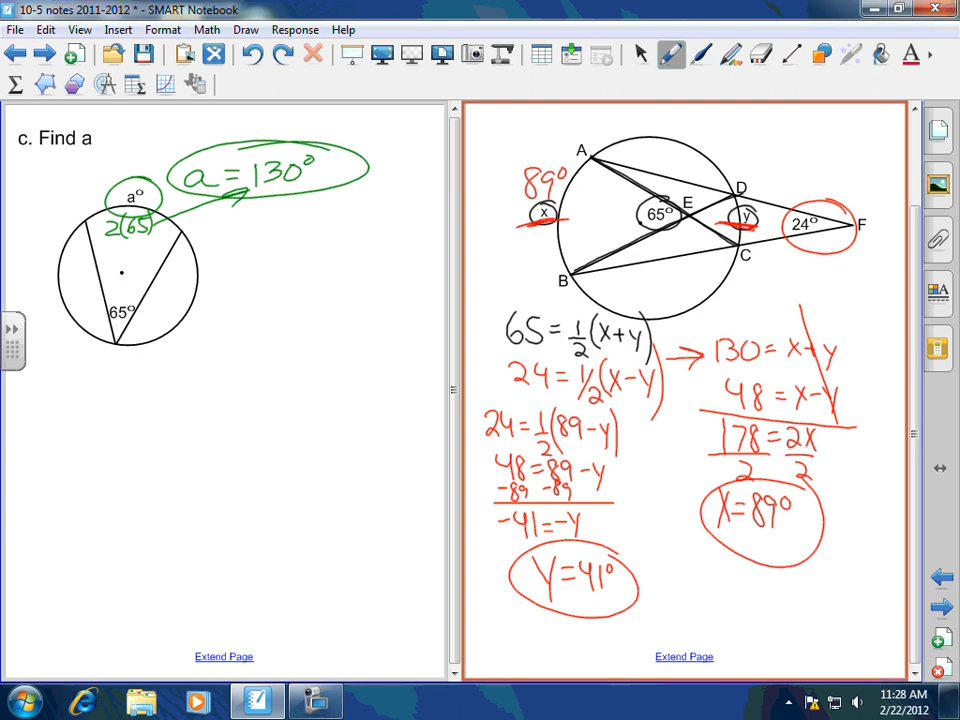 10-5 notes 2011-2012 * - SMART Notebook
File Edit View Insert Format Math Draw Response Help
c. Find a
a = 130°
a°
2(65)
65°
A
89°
x
65°
E
D
y
24°
F
C
B
65 = 1/2 (x+y)
24 = 1/2 (x-y)
24 = 1/2 (89-y)
48 = 89 - y
-89 -89
-41 = -y
y = 41°
→ 130 = x+y
48 = x-y
178 = 2x
2 2
x = 89°
Extend Page
Extend Page
11:28 AM
2/22/2012